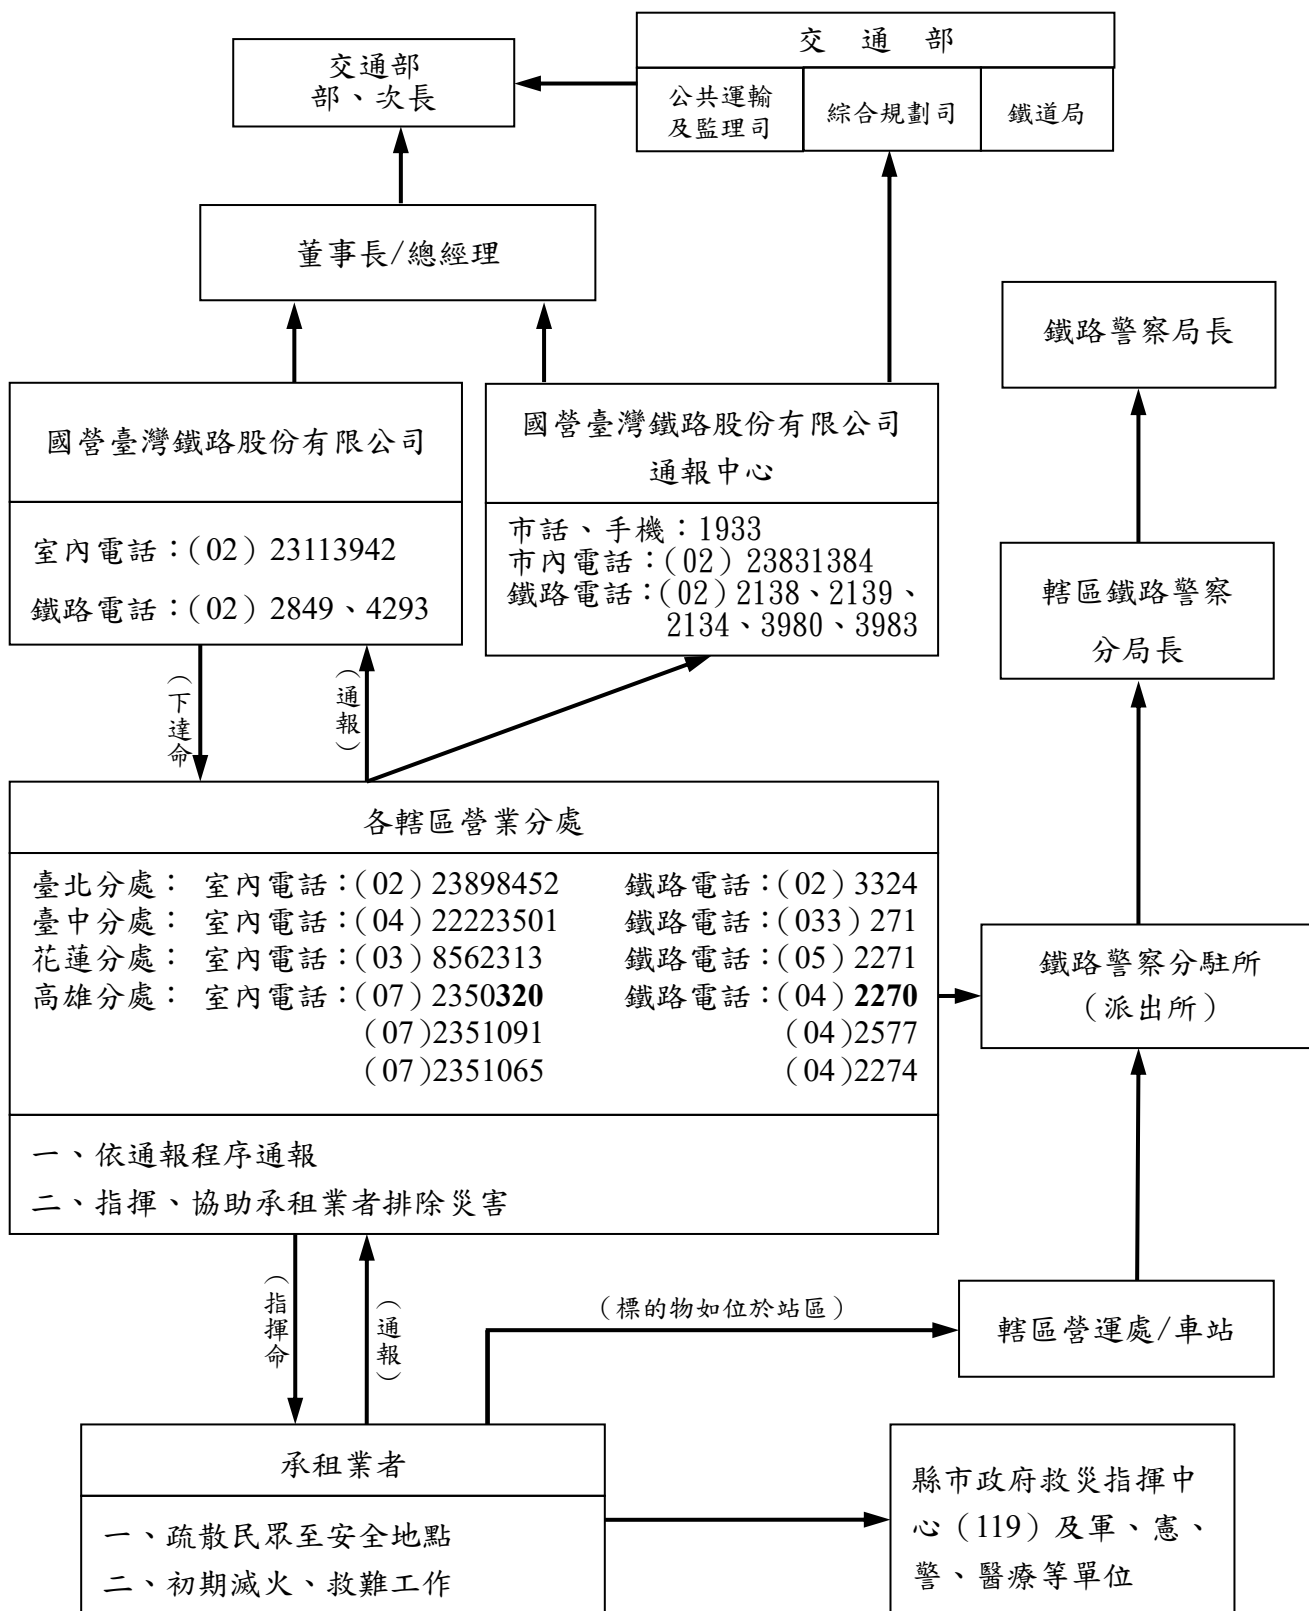 交通部
公共運輸
及監理司
綜合規劃司
鐵道局
交通部
部、次長
董事長/總經理
鐵路警察局長
國營臺灣鐵路股份有限公司
室內電話：(02) 23113942
鐵路電話：(02) 2849、4293
國營臺灣鐵路股份有限公司
通報中心
市話、手機：1933
市內電話：(02) 23831384
鐵路電話：(02) 2138、2139、
2134、3980、3983
轄區鐵路警察
分局長
（下達命
（通報）
各轄區營業分處
臺北分處： 室內電話：(02) 23898452 鐵路電話：(02) 3324
臺中分處： 室內電話：(04) 22223501 鐵路電話：(033) 271
花蓮分處： 室內電話：(03) 8562313 鐵路電話：(05) 2271
高雄分處： 室內電話：(07) 2350320 鐵路電話：(04) 2270
(07)2351091 (04)2577
(07)2351065 (04)2274
一、依通報程序通報
二、指揮、協助承租業者排除災害
鐵路警察分駐所
（派出所）
（指揮命
（通報）
（標的物如位於站區）
轄區營運處/車站
承租業者
一、疏散民眾至安全地點
二、初期滅火、救難工作
縣市政府救災指揮中
心（119）及軍、憲、
警、醫療等單位